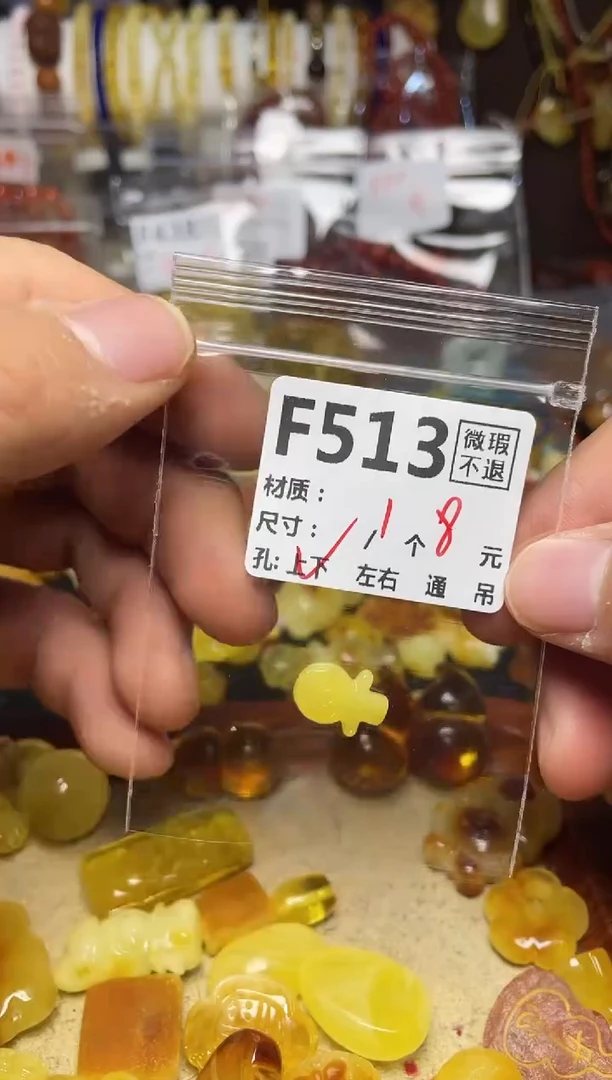 F513 微瑕
不退
材质:
尺寸: / 1 个 8 元
孔: 上下 ✓ 左右 通 吊